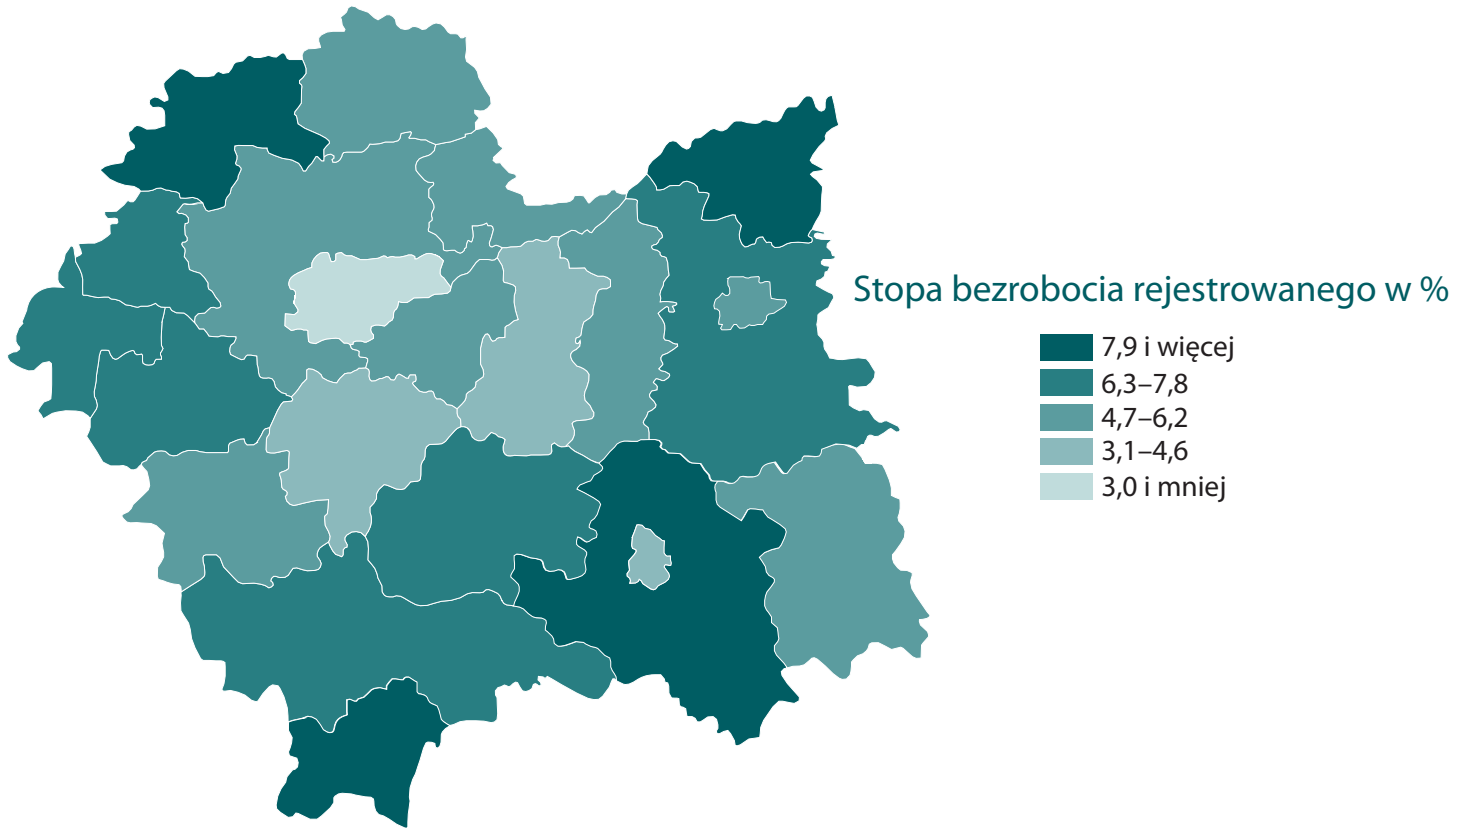 Stopa bezrobocia rejestrowanego w %
7,9 i więcej
6,3–7,8
4,7–6,2
3,1–4,6
3,0 i mniej